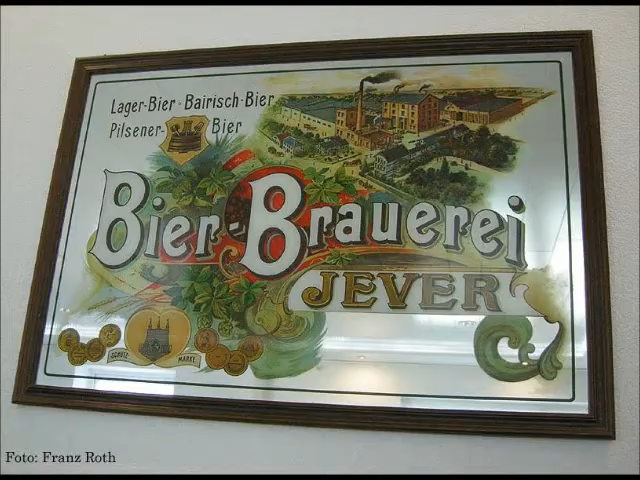 Lager-Bier - Bairisch-Bier
Pilsener- Bier
Bier-Brauerei
JEVER
SCHUTZ MARKE
Foto: Franz Roth